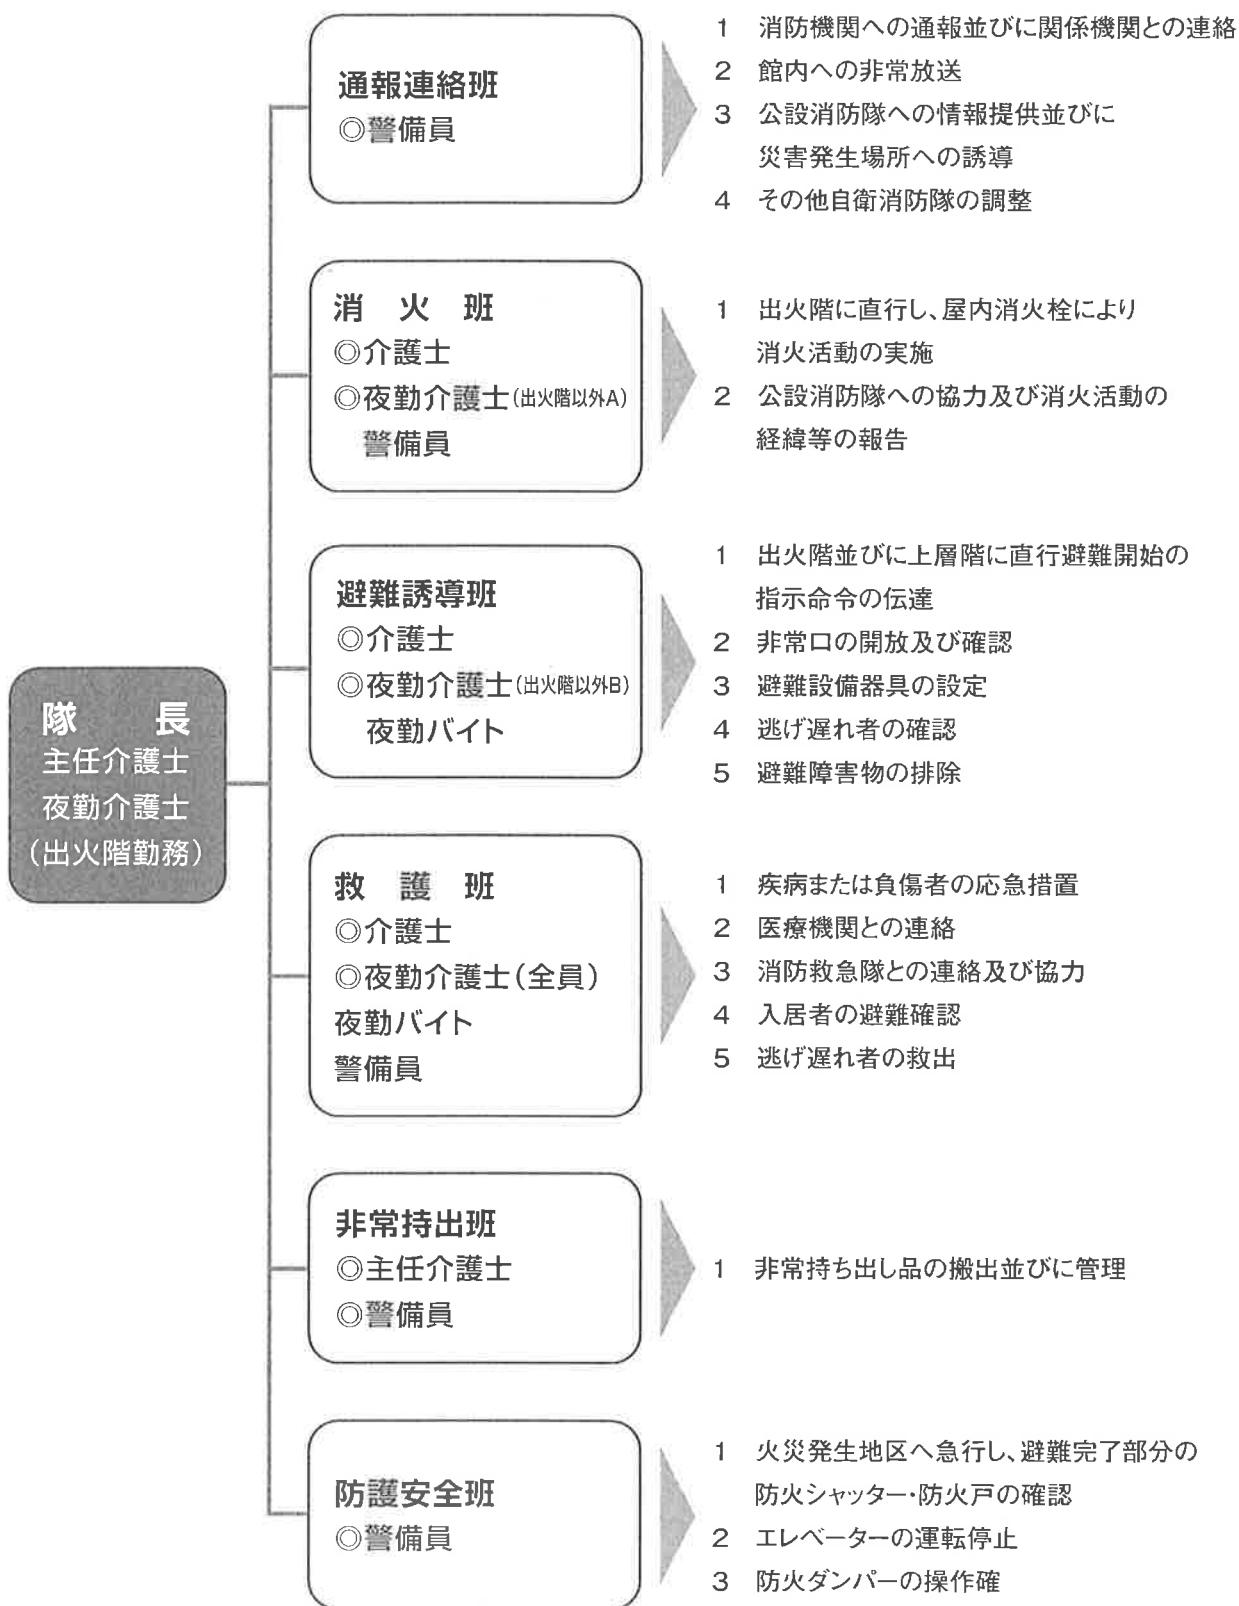 隊　長
主任介護士
夜勤介護士
(出火階勤務)
通報連絡班
◎警備員
1 消防機関への通報並びに関係機関との連絡
2 館内への非常放送
3 公設消防隊への情報提供並びに
災害発生場所への誘導
4 その他自衛消防隊の調整
消　火　班
◎介護士
◎夜勤介護士(出火階以外A)
警備員
1 出火階に直行し、屋内消火栓により
消火活動の実施
2 公設消防隊への協力及び消火活動の
経緯等の報告
避難誘導班
◎介護士
◎夜勤介護士(出火階以外B)
夜勤バイト
1 出火階並びに上層階に直行避難開始の
指示命令の伝達
2 非常口の開放及び確認
3 避難設備器具の設定
4 逃げ遅れ者の確認
5 避難障害物の排除
救　護　班
◎介護士
◎夜勤介護士(全員)
夜勤バイト
警備員
1 疾病または負傷者の応急措置
2 医療機関との連絡
3 消防救急隊との連絡及び協力
4 入居者の避難確認
5 逃げ遅れ者の救出
非常持出班
◎主任介護士
◎警備員
1 非常持ち出し品の搬出並びに管理
防護安全班
◎警備員
1 火災発生地区へ急行し、避難完了部分の
防火シャッター・防火戸の確認
2 エレベーターの運転停止
3 防火ダンパーの操作確